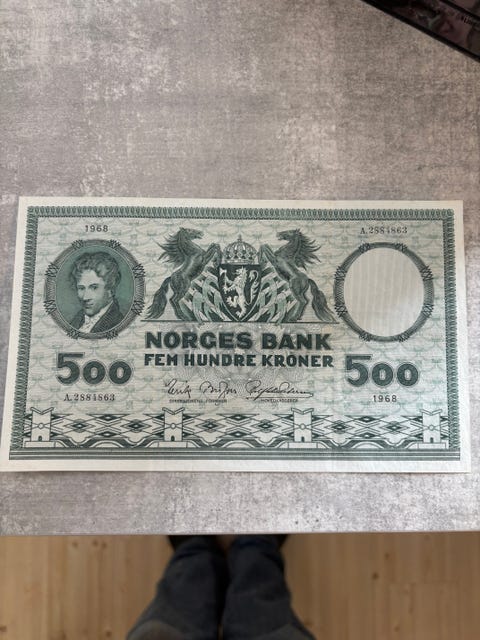 1968
A.2884863
NORGES BANK
FEM HUNDRE KRONER
500
500
A.2884863
1968